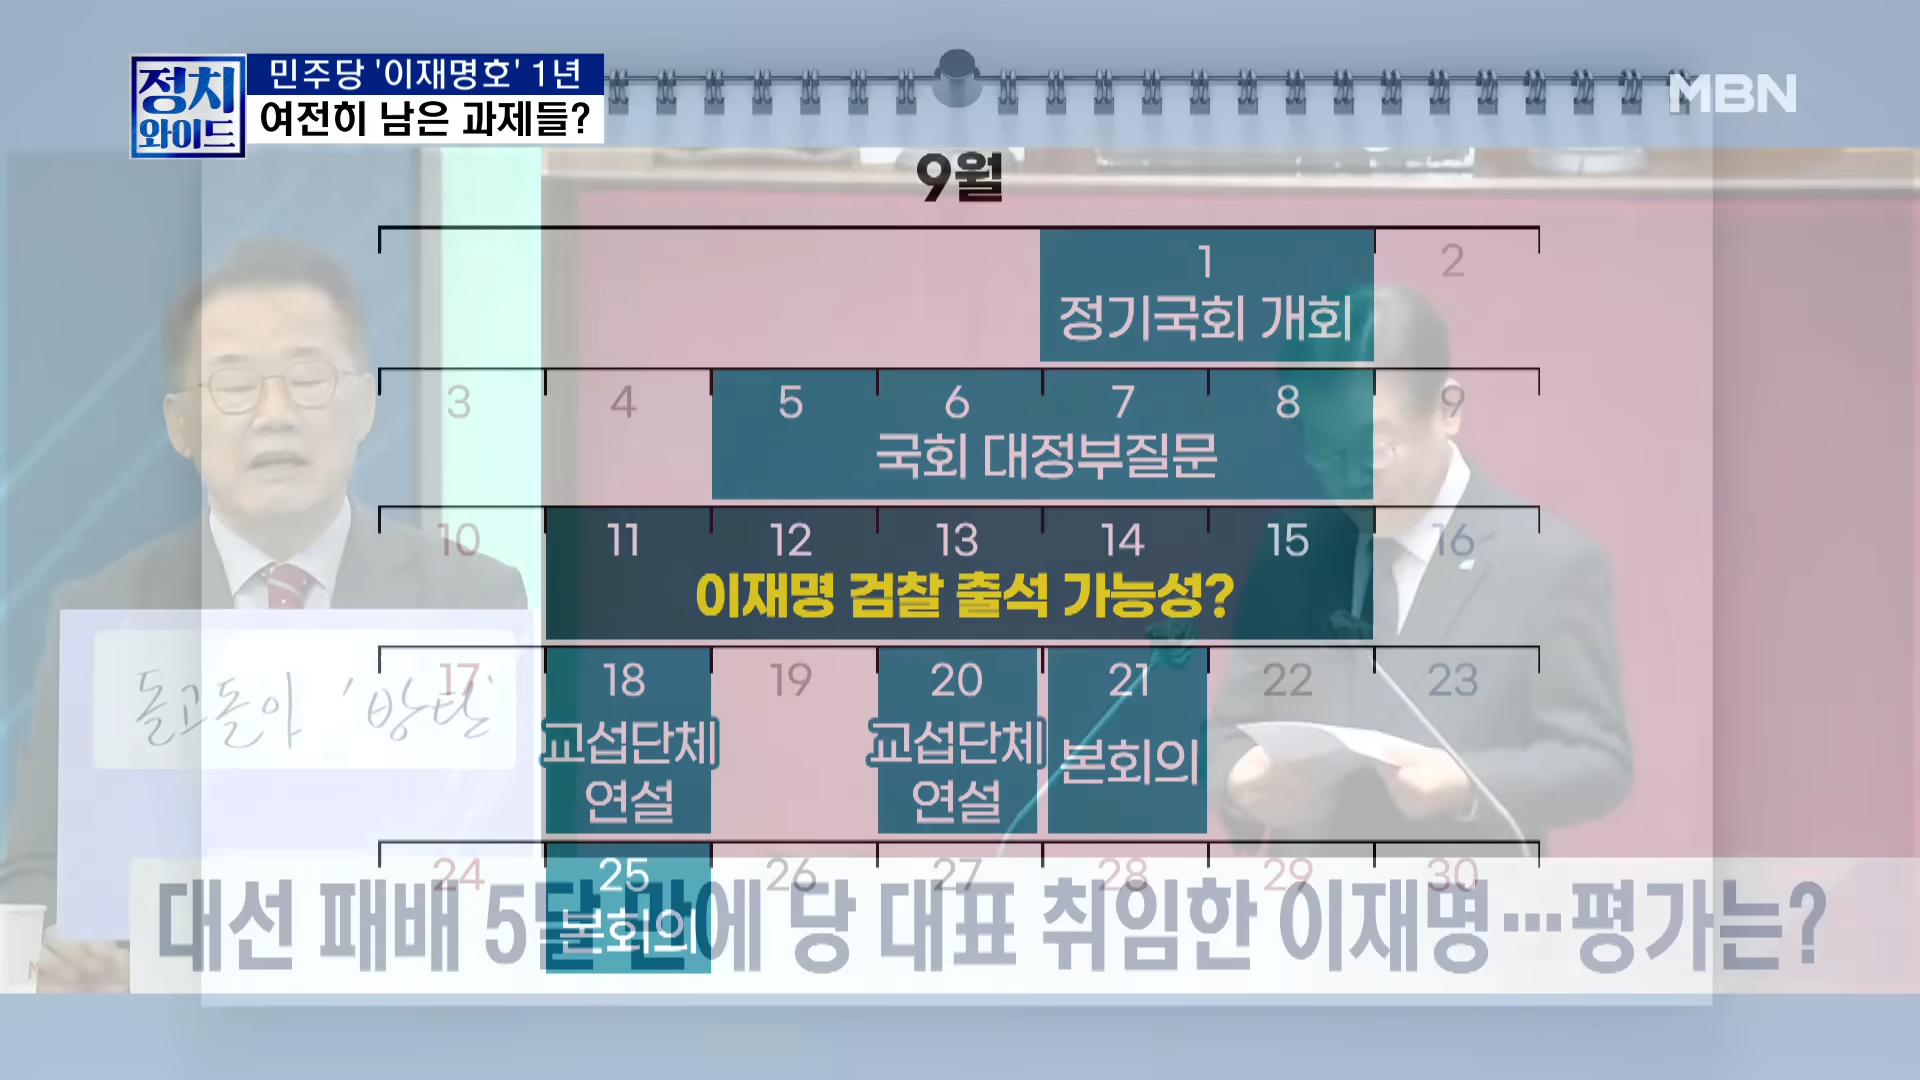 정치
와이드
민주당 '이재명호' 1년
여전히 남은 과제들?
MBN
9월
1 2
정기국회 개회
3 4 5 6 7 8 9
국회 대정부질문
10 11 12 13 14 15 16
이재명 검찰 출석 가능성?
17 18 19 20 21 22 23
교섭단체
연설
교섭단체
연설
본회의
돌고돌아 '방탄'
24 25 26 27 28 29 30
본회의
대선 패배 5달 만에 당 대표 취임한 이재명…평가는?